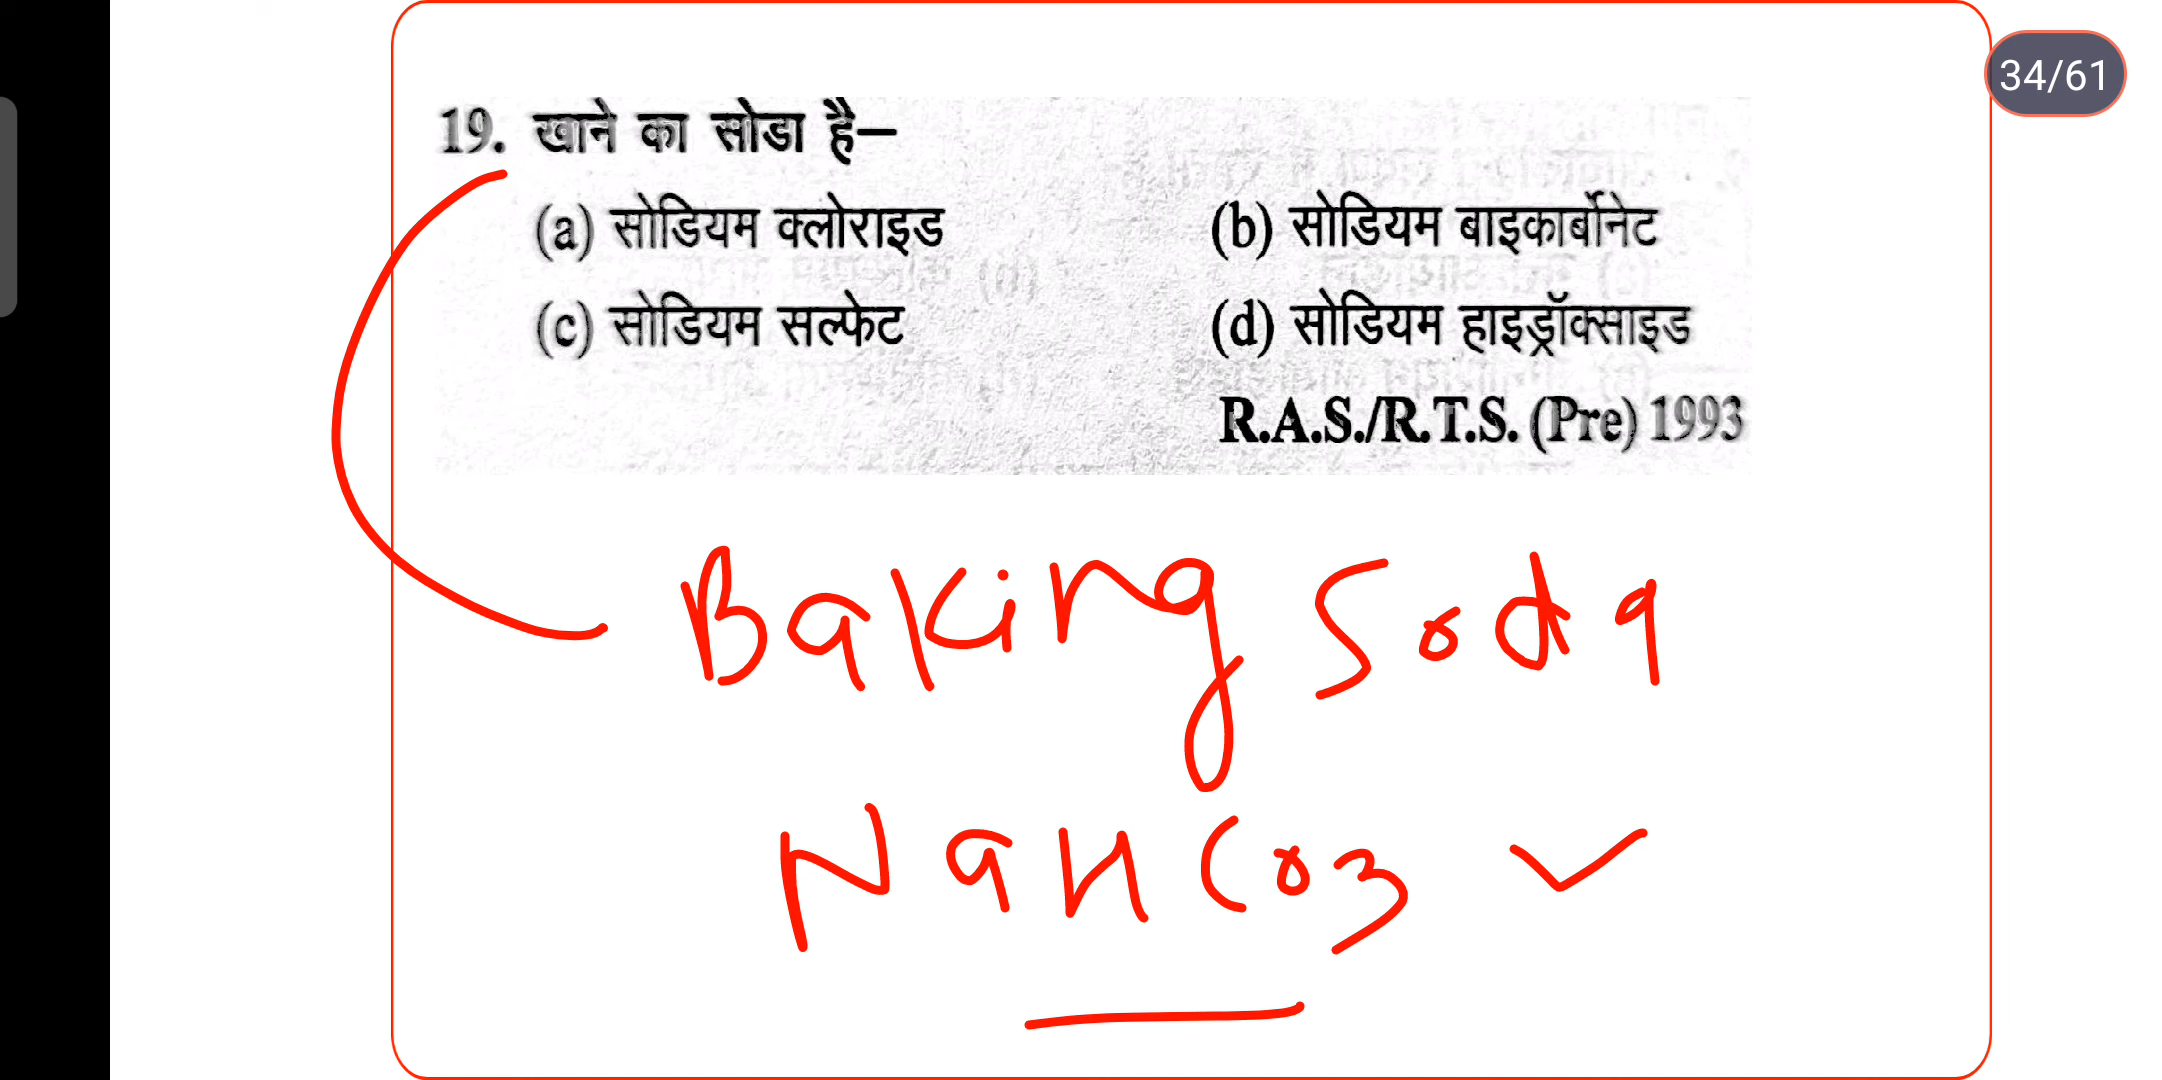 34/61
19. खाने का सोडा है–
(a) सोडियम क्लोराइड (b) सोडियम बाइकार्बोनेट
(c) सोडियम सल्फेट (d) सोडियम हाइड्रॉक्साइड
R.A.S./R.T.S. (Pre) 1993
Baking Soda
NaHCO3